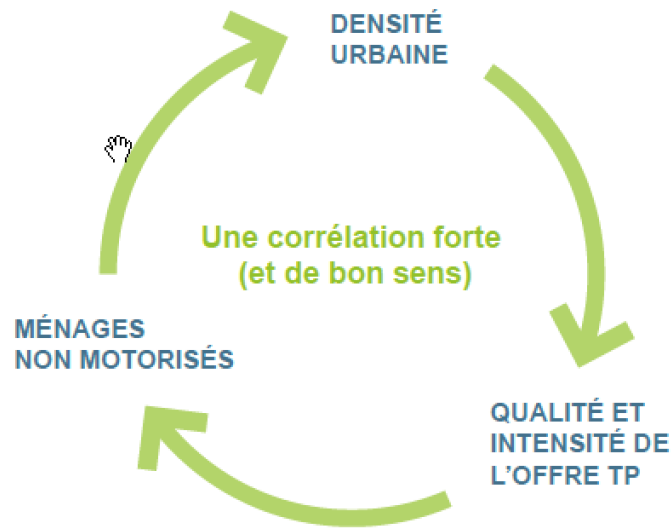 DENSITÉ
URBAINE
Une corrélation forte
(et de bon sens)
MÉNAGES
NON MOTORISÉS
QUALITÉ ET
INTENSITÉ DE
L'OFFRE TP